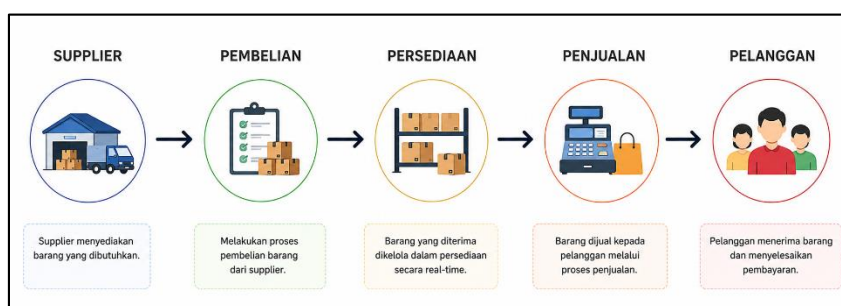 SUPPLIER
PEMBELIAN
PERSEDIAAN
PENJUALAN
PELANGGAN
Supplier menyediakan
barang yang dibutuhkan.
Melakukan proses
pembelian barang
dari supplier.
Barang yang diterima
dikelola dalam persediaan
secara real-time.
Barang dijual kepada
pelanggan melalui
proses penjualan.
Pelanggan menerima barang
dan menyelesaikan
pembayaran.